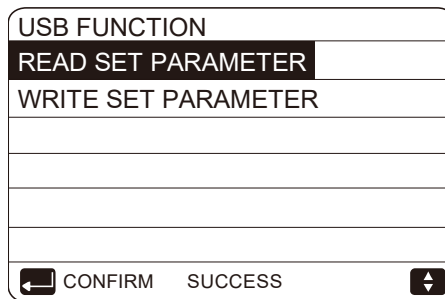 USB FUNCTION
READ SET PARAMETER
WRITE SET PARAMETER
CONFIRM SUCCESS